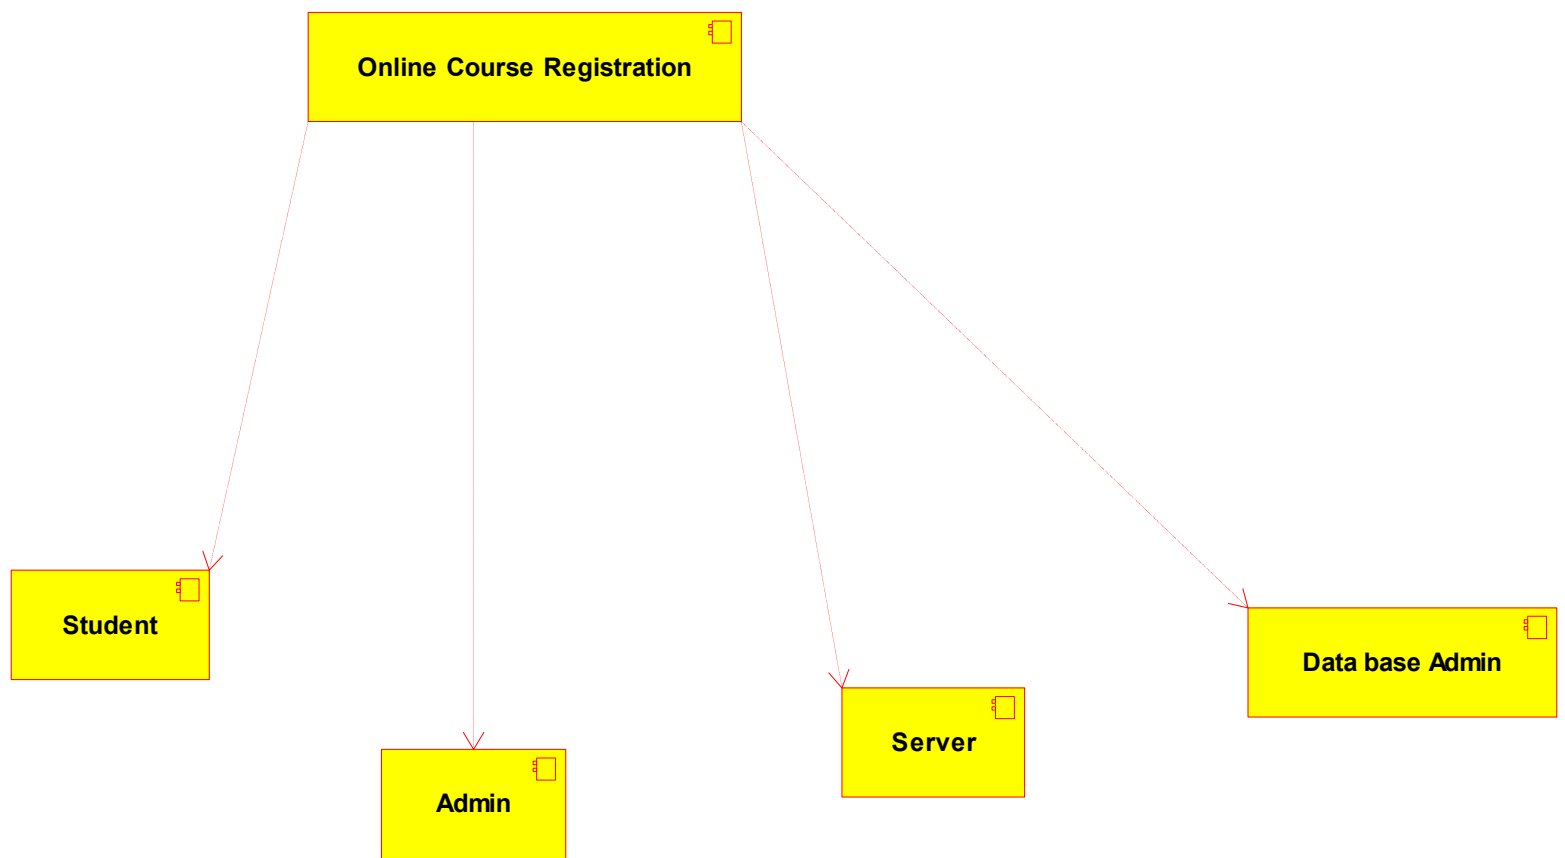 Online Course Registration
Student
Data base Admin
Server
Admin